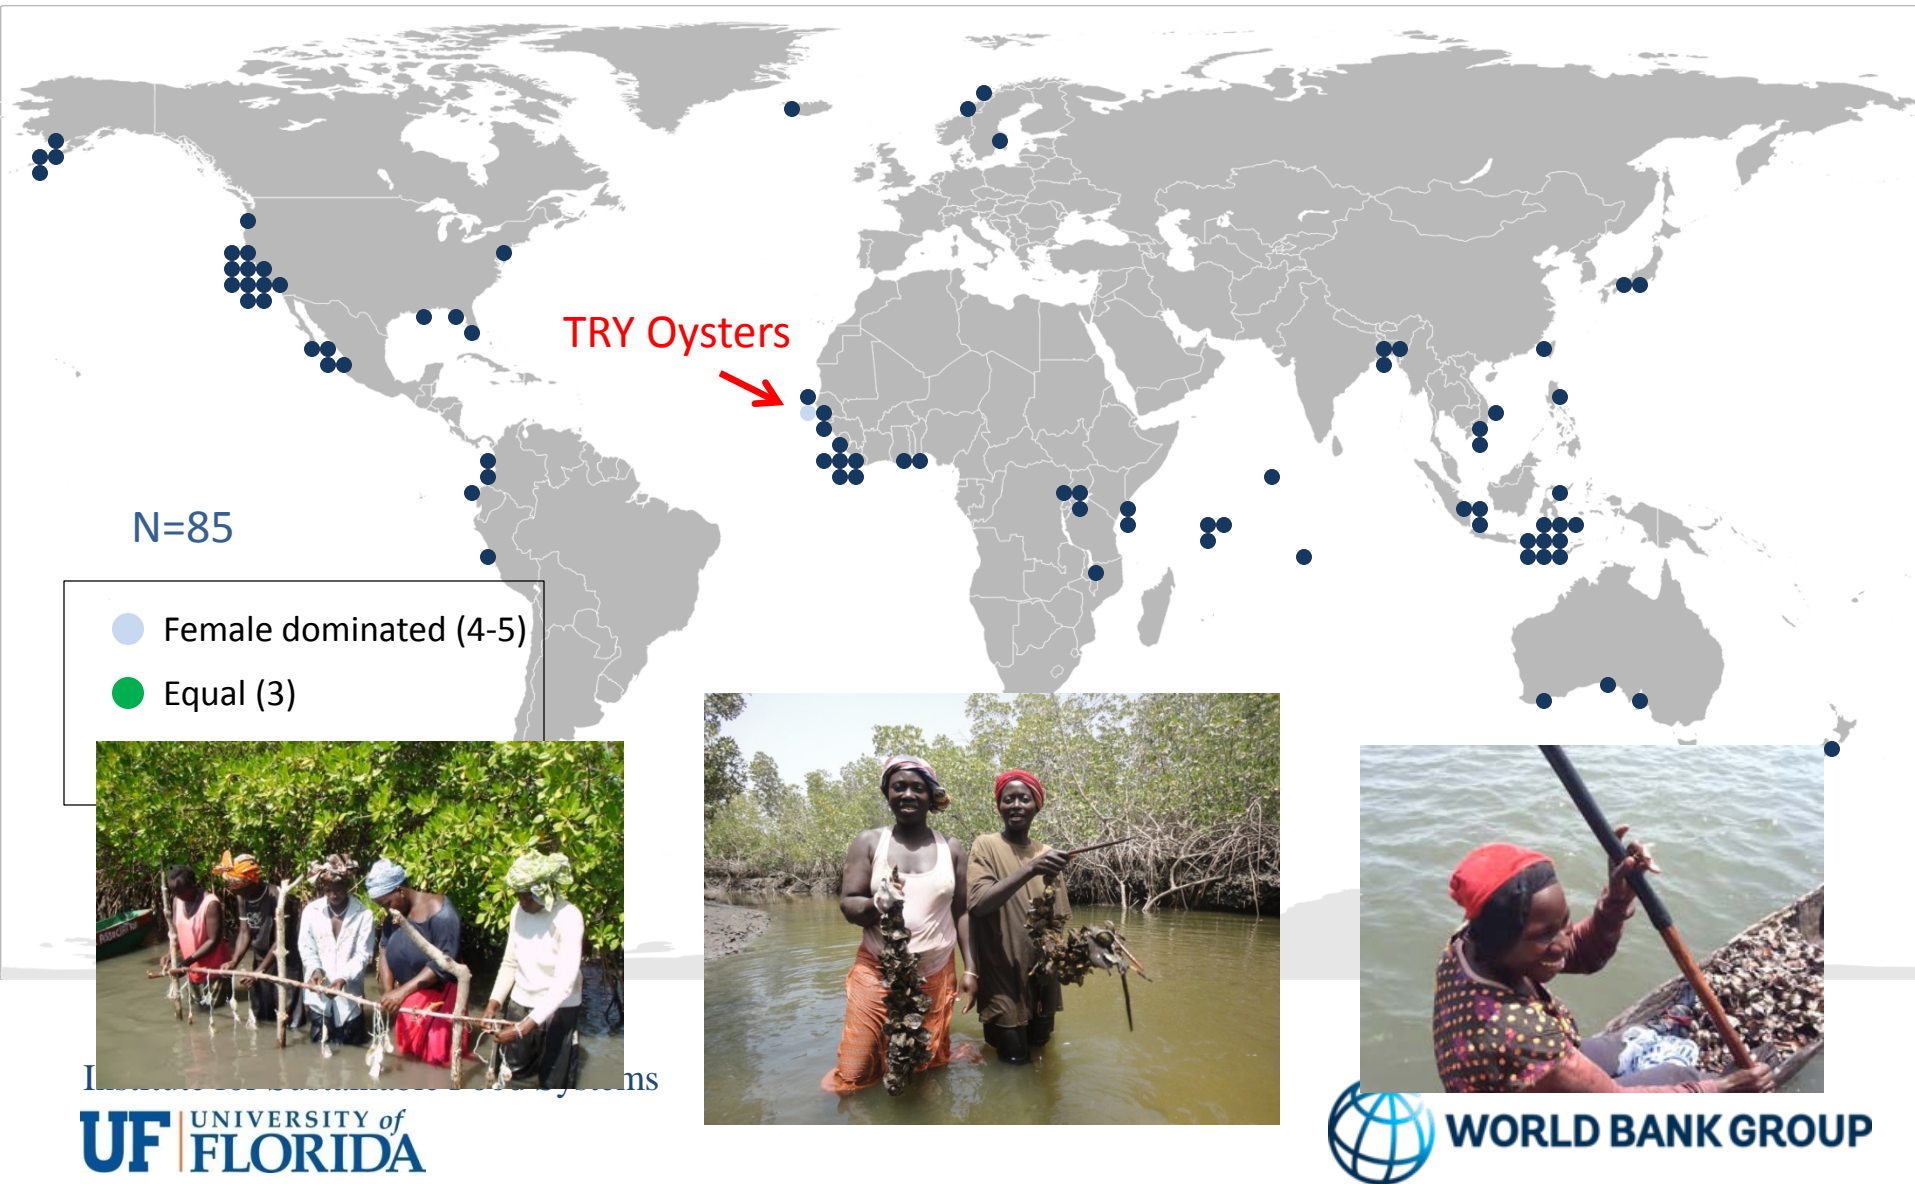 TRY Oysters
N=85
Female dominated (4-5)
Equal (3)
ms
UF UNIVERSITY of
FLORIDA
WORLD BANK GROUP